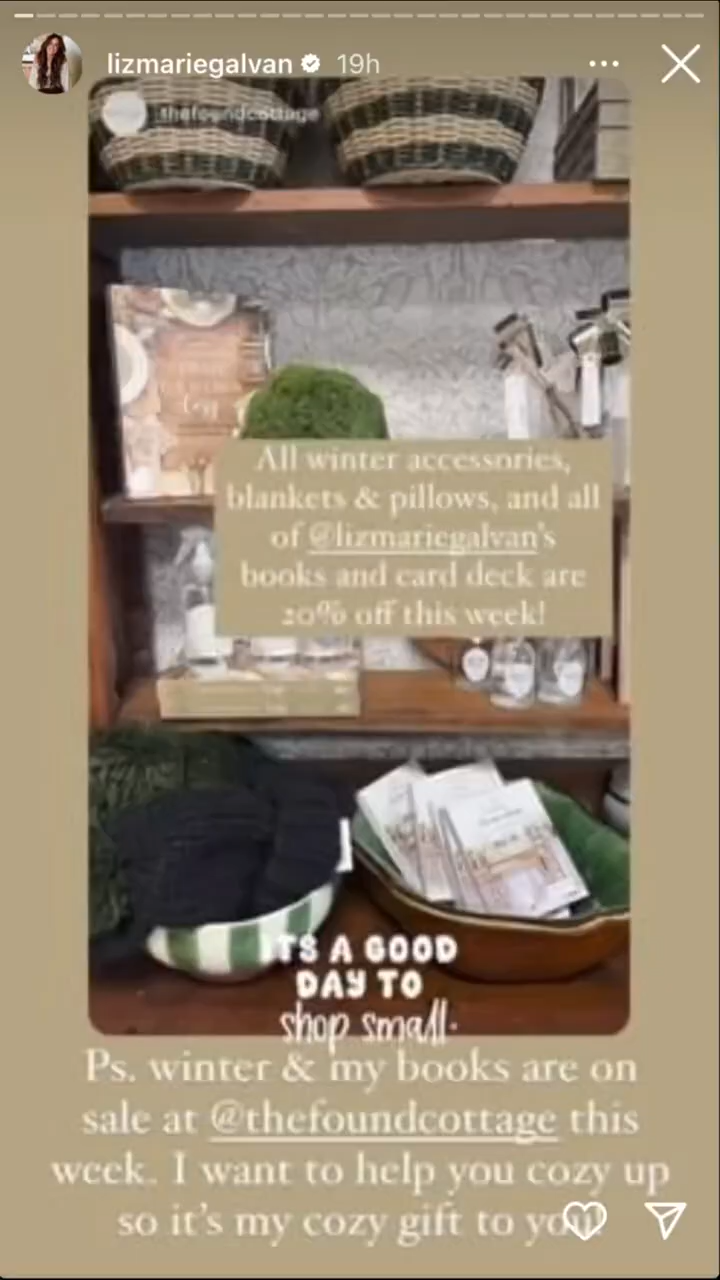 lizmariegalvan 19h
thefoundcottage
All winter accessories,
blankets & pillows, and all
of @lizmariegalvan's
books and card deck are
20% off this week!
ITS A GOOD
DAY TO
shop small.
Ps. winter & my books are on
sale at @thefoundcottage this
week. I want to help you cozy up
so it's my cozy gift to you.